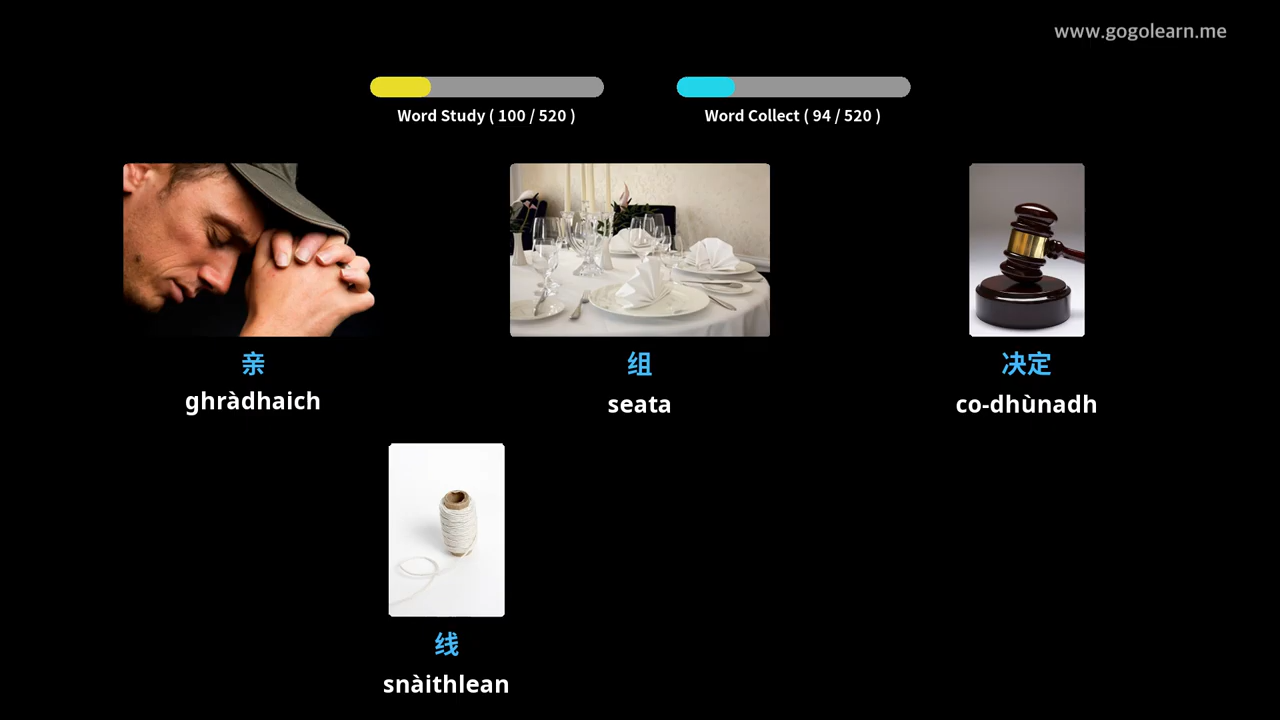 www.gogolearn.me
Word Study ( 100 / 520 )
Word Collect ( 94 / 520 )
亲
ghràdhaich
组
seata
决定
co-dhùnadh
线
snàithlean